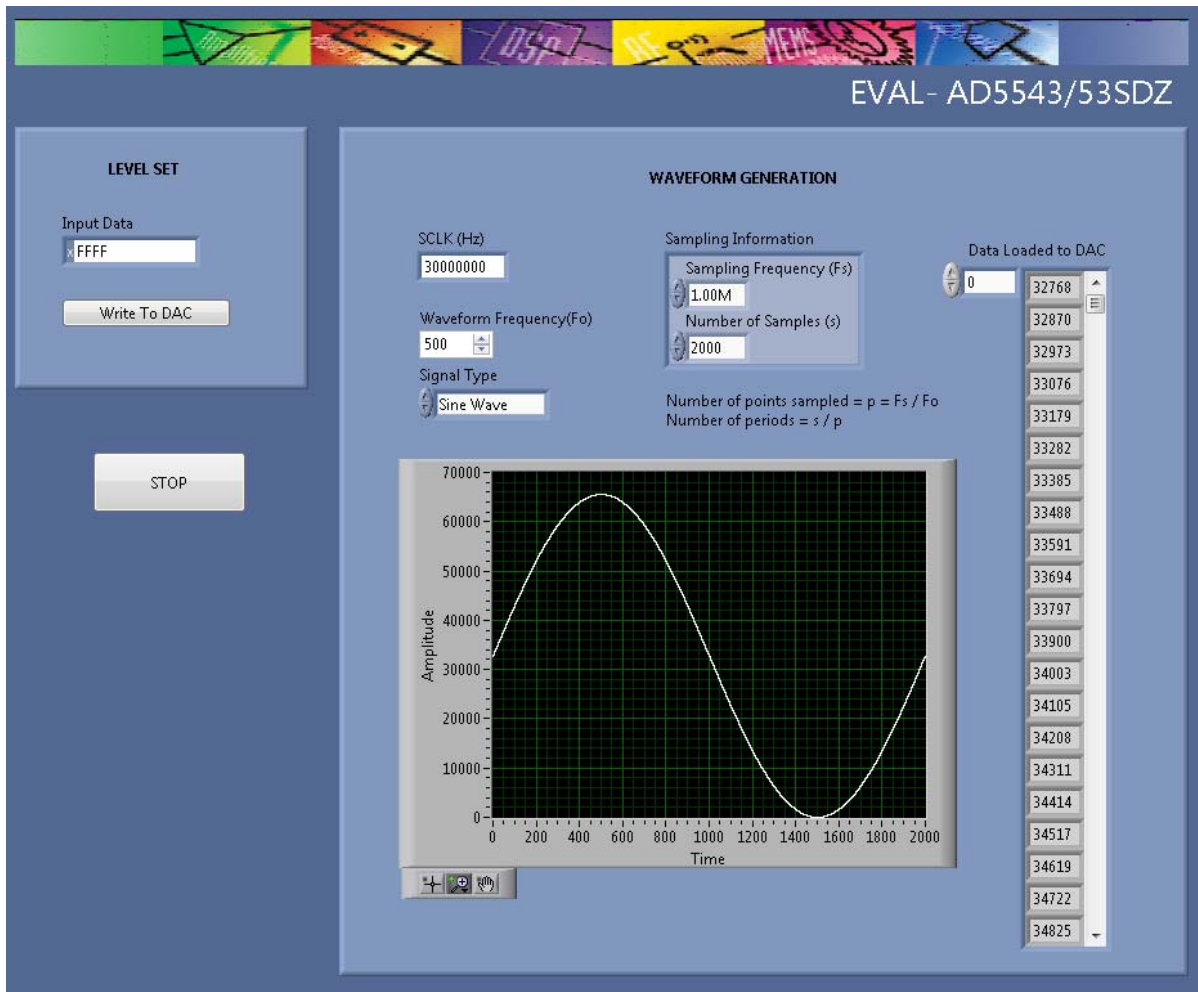 DSP
RF
MEMS
EVAL- AD5543/53SDZ
LEVEL SET
Input Data
x FFFF
Write To DAC
STOP
WAVEFORM GENERATION
SCLK (Hz)
30000000
Waveform Frequency(Fo)
500
Signal Type
Sine Wave
Sampling Information
Sampling Frequency (Fs)
1.00M
Number of Samples (s)
2000
Number of points sampled = p = Fs / Fo
Number of periods = s / p
Data Loaded to DAC
0
32768
32870
32973
33076
33179
33282
33385
33488
33591
33694
33797
33900
34003
34105
34208
34311
34414
34517
34619
34722
34825
70000
60000
50000
40000
30000
20000
10000
0
Amplitude
0 200 400 600 800 1000 1200 1400 1600 1800 2000
Time